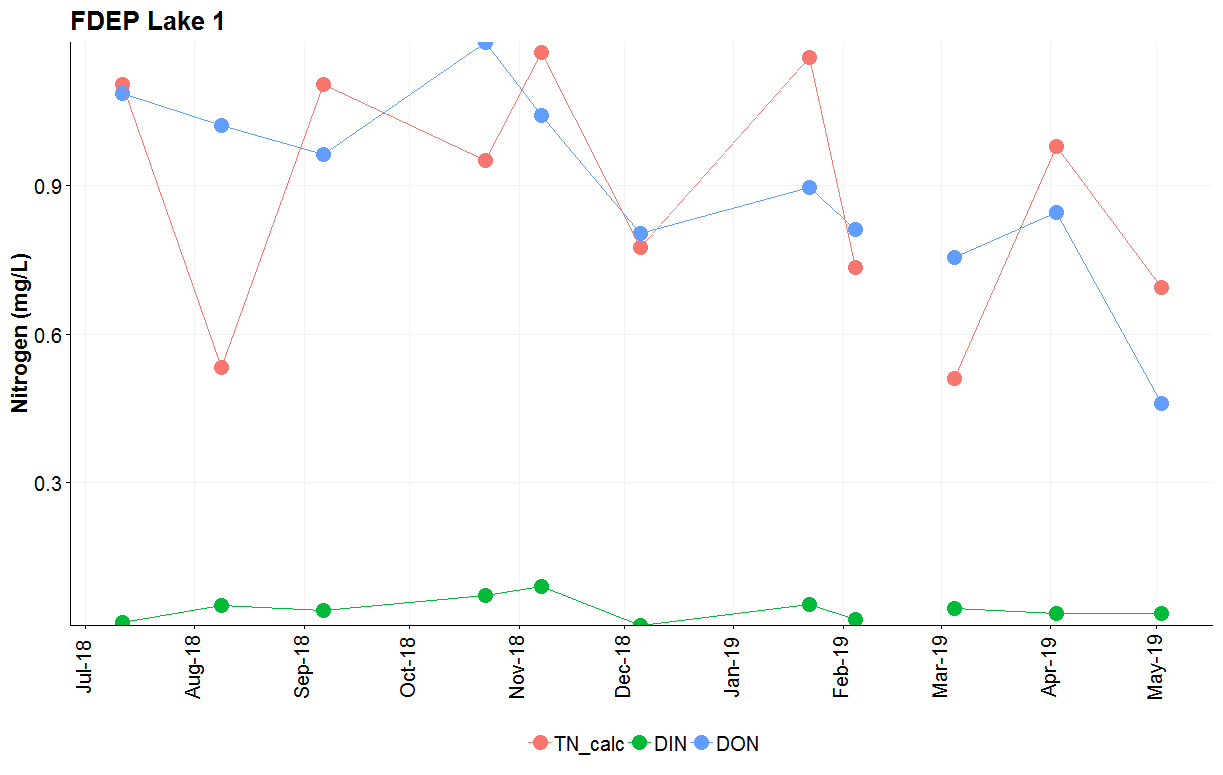 FDEP Lake 1
Nitrogen (mg/L)
0.9
0.6
0.3
Jul-18
Aug-18
Sep-18
Oct-18
Nov-18
Dec-18
Jan-19
Feb-19
Mar-19
Apr-19
May-19
TN_calc DIN DON